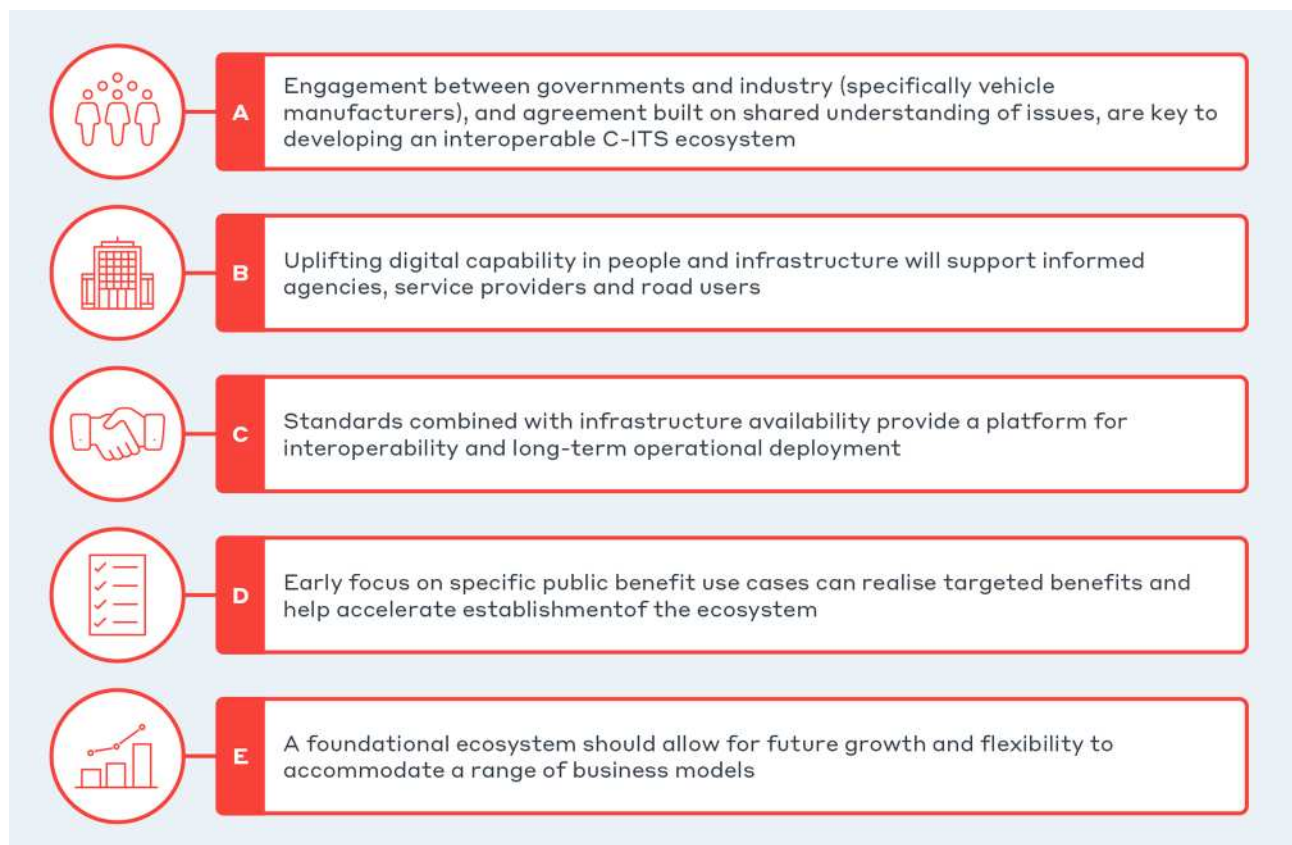 A
Engagement between governments and industry (specifically vehicle
manufacturers), and agreement built on shared understanding of issues, are key to
developing an interoperable C-ITS ecosystem
B
Uplifting digital capability in people and infrastructure will support informed
agencies, service providers and road users
C
Standards combined with infrastructure availability provide a platform for
interoperability and long-term operational deployment
D
Early focus on specific public benefit use cases can realise targeted benefits and
help accelerate establishmentof the ecosystem
E
A foundational ecosystem should allow for future growth and flexibility to
accommodate a range of business models